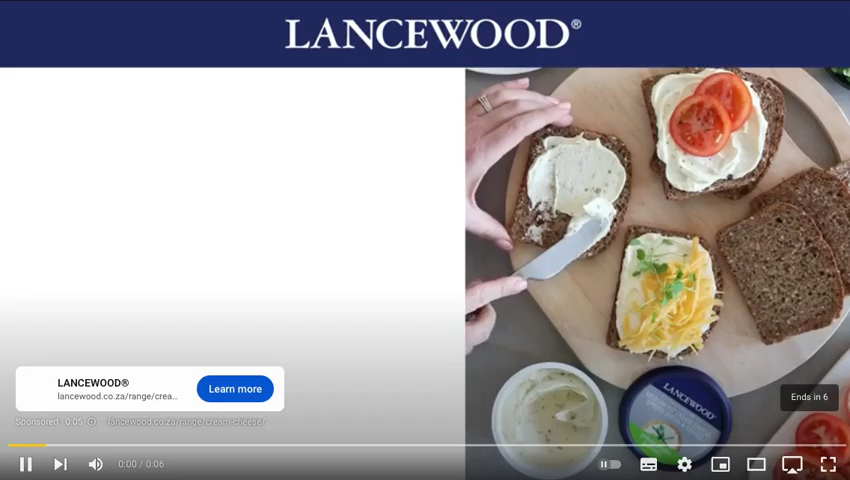 LANCEWOOD®
LANCEWOOD®
lancewood.co.za/range/crea...
Learn more
Sponsored · 0:05
lancewood.co.za/range/cream-cheese/
LANCEWOOD
Ends in 6
0:00 / 0:06